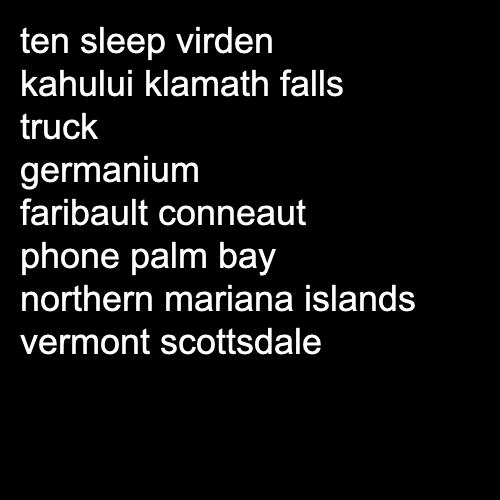 ten sleep virden
kahului klamath falls
truck
germanium
faribault conneaut
phone palm bay
northern mariana islands
vermont scottsdale